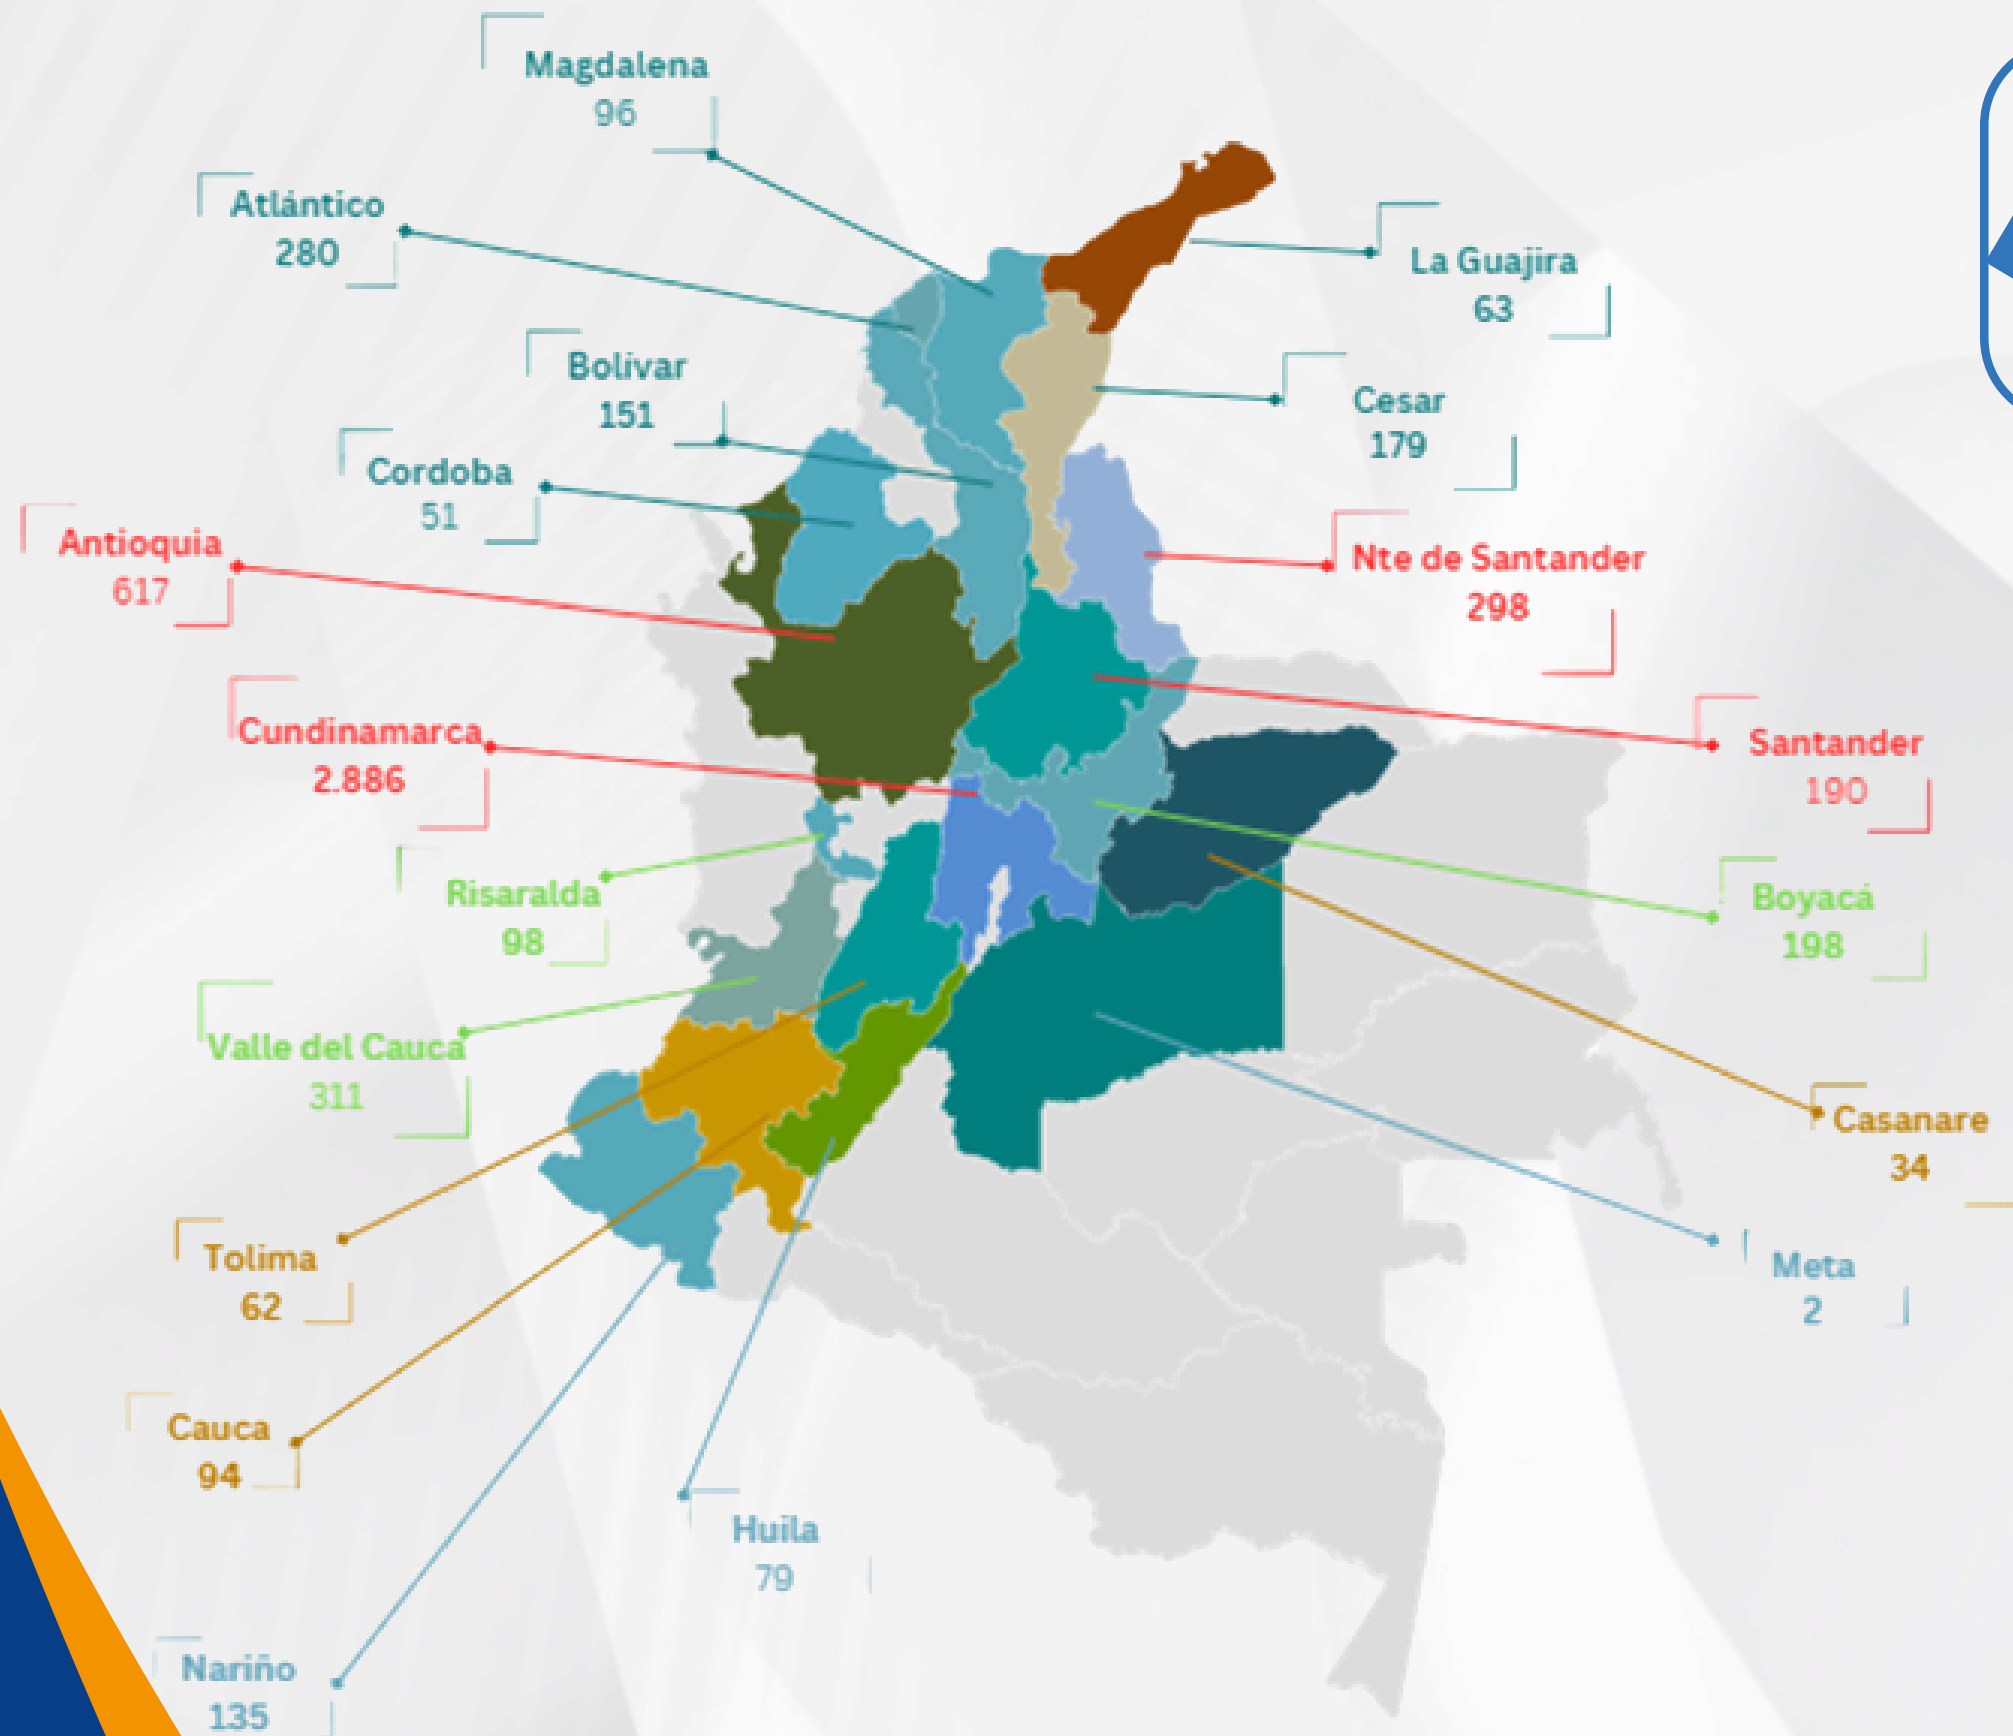 Magdalena
96
Atlántico
280
La Guajira
63
Bolivar
151
Cesar
179
Cordoba
51
Antioquia
617
Nte de Santander
298
Cundinamarca
2.886
Santander
190
Risaralda
98
Boyacá
198
Valle del Cauca
311
Casanare
34
Tolima
62
Meta
2
Cauca
94
Huila
79
Nariño
135